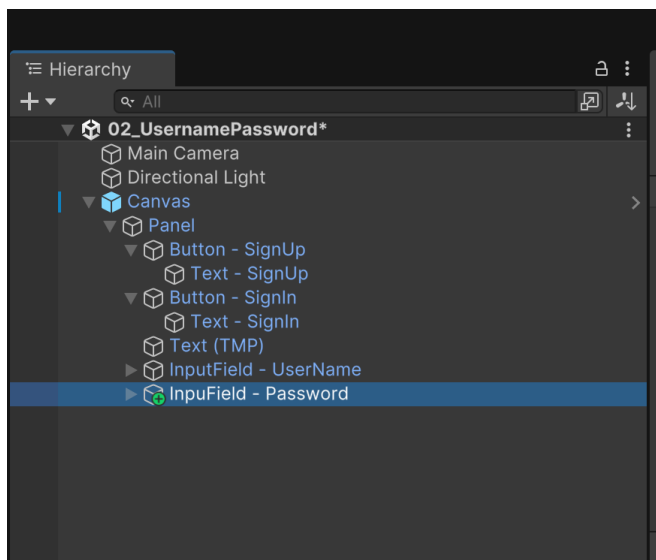 Hierarchy
All
02_UsernamePassword*
Main Camera
Directional Light
Canvas
Panel
Button - SignUp
Text - SignUp
Button - SignIn
Text - SignIn
Text (TMP)
InputField - UserName
InpuField - Password